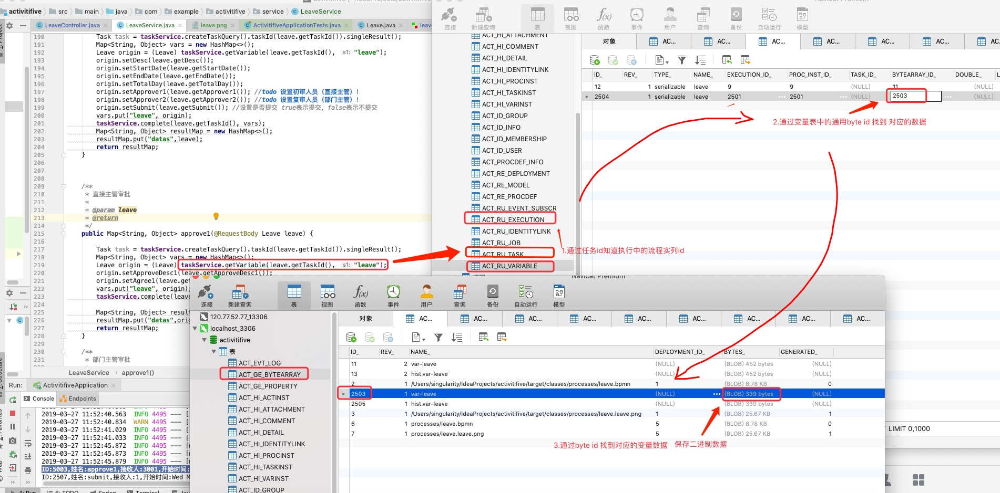 activitifive
src
main
java
com
example
activitifive
service
LeaveService
LeaveController.java
LeaveService.java
leave.png
ActivitifiveApplicationTests.java
Leave.java
190 Task task = taskService.createTaskQuery().taskId(leave.getTaskId()).singleResult();
191 Map<String, Object> vars = new HashMap<>();
192 Leave origin = (Leave) taskService.getVariable(leave.getTaskId(), s1: "leave");
193 origin.setDesc(leave.getDesc());
194 origin.setStartDate(leave.getStartDate());
195 origin.setEndDate(leave.getEndDate());
196 origin.setTotalDay(leave.getTotalDay());
197 origin.setApprover1(leave.getApprover1()); //todo 设置初审人员（直接主管）！
198 origin.setApprover2(leave.getApprover2()); //todo 设置复审人员（部门主管）！
199 origin.setSubmit(leave.getSubmit()); //设置是否提交 true表示提交，false表示不提交
200 vars.put("leave", origin);
201 taskService.complete(leave.getTaskId(), vars);
202 Map<String, Object> resultMap = new HashMap<>();
203 resultMap.put("datas",leave);
204 return resultMap;
205 }
206
207
208
209 /**
210 * 直接主管审批
211 *
212 * @param leave
213 * @return
214 */
215 public Map<String, Object> approve1(@RequestBody Leave leave) {
216
217 Task task = taskService.createTaskQuery().taskId(leave.getTaskId()).singleResult();
218 Map<String, Object> vars = new HashMap<>();
219 Leave origin = (Leave) taskService.getVariable(leave.getTaskId(), s1: "leave");
220 origin.setApproveDesc1(leave.getApproveDesc1());
221 origin.setAgree1(leave.get
222 vars.put("leave", origin)
223 taskService.complete(leav
224
225 Map<String, Object> resul
226 resultMap.put("datas",ori
227 return resultMap;
228 }
229
230 /**
231 * 部门主管审批
LeaveService
approve1()
Run:
ActivitifiveApplication
Console
Endpoints
2019-03-27 11:52:40.834 WARN 4495 --- [
2019-03-27 11:52:41.029 INFO 4495 --- [
2019-03-27 11:52:41.033 INFO 4495 --- [
2019-03-27 11:52:45.872 INFO 4495 --- [
2019-03-27 11:52:45.873 INFO 4495 --- [
2019-03-27 11:52:45.879 INFO 4495 --- [
ID:5003,姓名:approve1,接收人:3001,开始时间:
ID:2507,姓名:submit,接收人:1,开始时间:Wed M
连接
新建查询
表
视图
函数
事件
用户
查询
备份
自动运行
模型
ACT_HI_ATTACHMENT
ACT_HI_COMMENT
ACT_HI_DETAIL
ACT_HI_IDENTITYLINK
ACT_HI_PROCINST
ACT_HI_TASKINST
ACT_HI_VARINST
ACT_ID_GROUP
ACT_ID_INFO
ACT_ID_MEMBERSHIP
ACT_ID_USER
ACT_PROCDEF_INFO
ACT_RE_DEPLOYMENT
ACT_RE_MODEL
ACT_RE_PROCDEF
ACT_RU_EVENT_SUBSCR
ACT_RU_EXECUTION
ACT_RU_IDENTITYLINK
ACT_RU_JOB
ACT_RU_TASK
ACT_RU_VARIABLE
对象
AC...
AC...
AC...
AC...
AC...
AC...
ID_ REV_ TYPE_ NAME_ EXECUTION_ID_ PROC_INST_ID_ TASK_ID_ BYTEARRAY_ID_ DOUBLE_
12 1 serializable leave 9 9 (NULL) 11 (NULL)
2504 1 serializable leave 2501 2501 (NULL) 2503 (NULL)
2.通过变量表中的通用byte id 找到 对应的数据
1.通过任务id知道执行中的流程实列id
LIMIT 0,1000
Navicat Premium
连接
新建查询
表
视图
函数
事件
用户
查询
备份
自动运行
模型
120.77.52.77_13306
localhost_3306
activitifive
表
ACT_EVT_LOG
ACT_GE_BYTEARRAY
ACT_GE_PROPERTY
ACT_HI_ACTINST
ACT_HI_ATTACHMENT
ACT_HI_COMMENT
ACT_HI_DETAIL
ACT_HI_IDENTITYLINK
ACT_HI_PROCINST
ACT_HI_TASKINST
ACT_HI_VARINST
ACT_ID_GROUP
对象
AC...
AC...
AC...
AC...
AC...
AC...
AC...
AC...
AC...
ID_ REV_ NAME_ DEPLOYMENT_ID_ BYTES_ GENERATED_
11 2 var-leave (NULL) (BLOB) 452 bytes (NULL)
13 2 hist.var-leave (NULL) (BLOB) 452 bytes (NULL)
2 1 /Users/singularity/IdeaProjects/activitifive/target/classes/processes/leave.bpmn 1 (BLOB) 8.78 KB 0
2503 1 var-leave (NULL) (BLOB) 339 bytes (NULL)
2505 1 hist.var-leave (NULL) (BLOB) 339 bytes (NULL)
3 1 /Users/singularity/IdeaProjects/activitifive/target/classes/processes/leave.leave.png 1 (BLOB) 25.67 KB 1
6 1 processes/leave.bpmn 5 (BLOB) 8.78 KB 0
7 1 processes/leave.leave.png 5 (BLOB) 25.67 KB 1
3.通过byte id 找到对应的变量数据
保存二进制数据